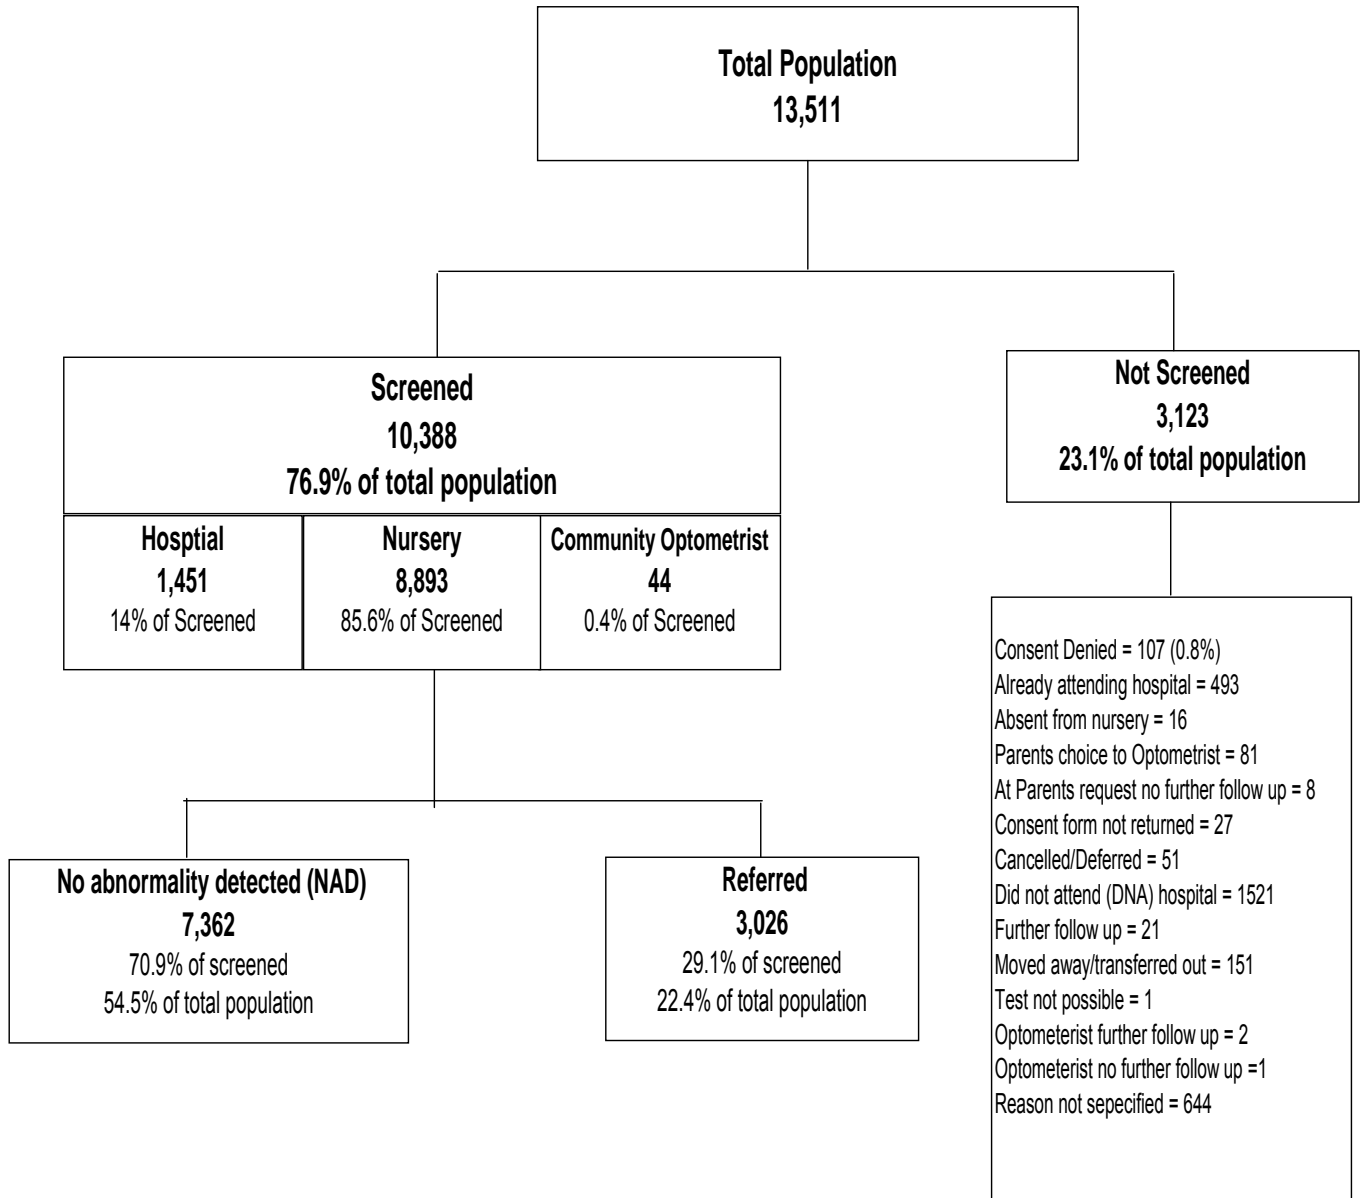 Total Population
13,511
Screened
10,388
76.9% of total population
Hosptial
1,451
14% of Screened
Nursery
8,893
85.6% of Screened
Community Optometrist
44
0.4% of Screened
Not Screened
3,123
23.1% of total population
Consent Denied = 107 (0.8%)
Already attending hospital = 493
Absent from nursery = 16
Parents choice to Optometrist = 81
At Parents request no further follow up = 8
Consent form not returned = 27
Cancelled/Deferred = 51
Did not attend (DNA) hospital = 1521
Further follow up = 21
Moved away/transferred out = 151
Test not possible = 1
Optometerist further follow up = 2
Optometerist no further follow up =1
Reason not sepecified = 644
No abnormality detected (NAD)
7,362
70.9% of screened
54.5% of total population
Referred
3,026
29.1% of screened
22.4% of total population